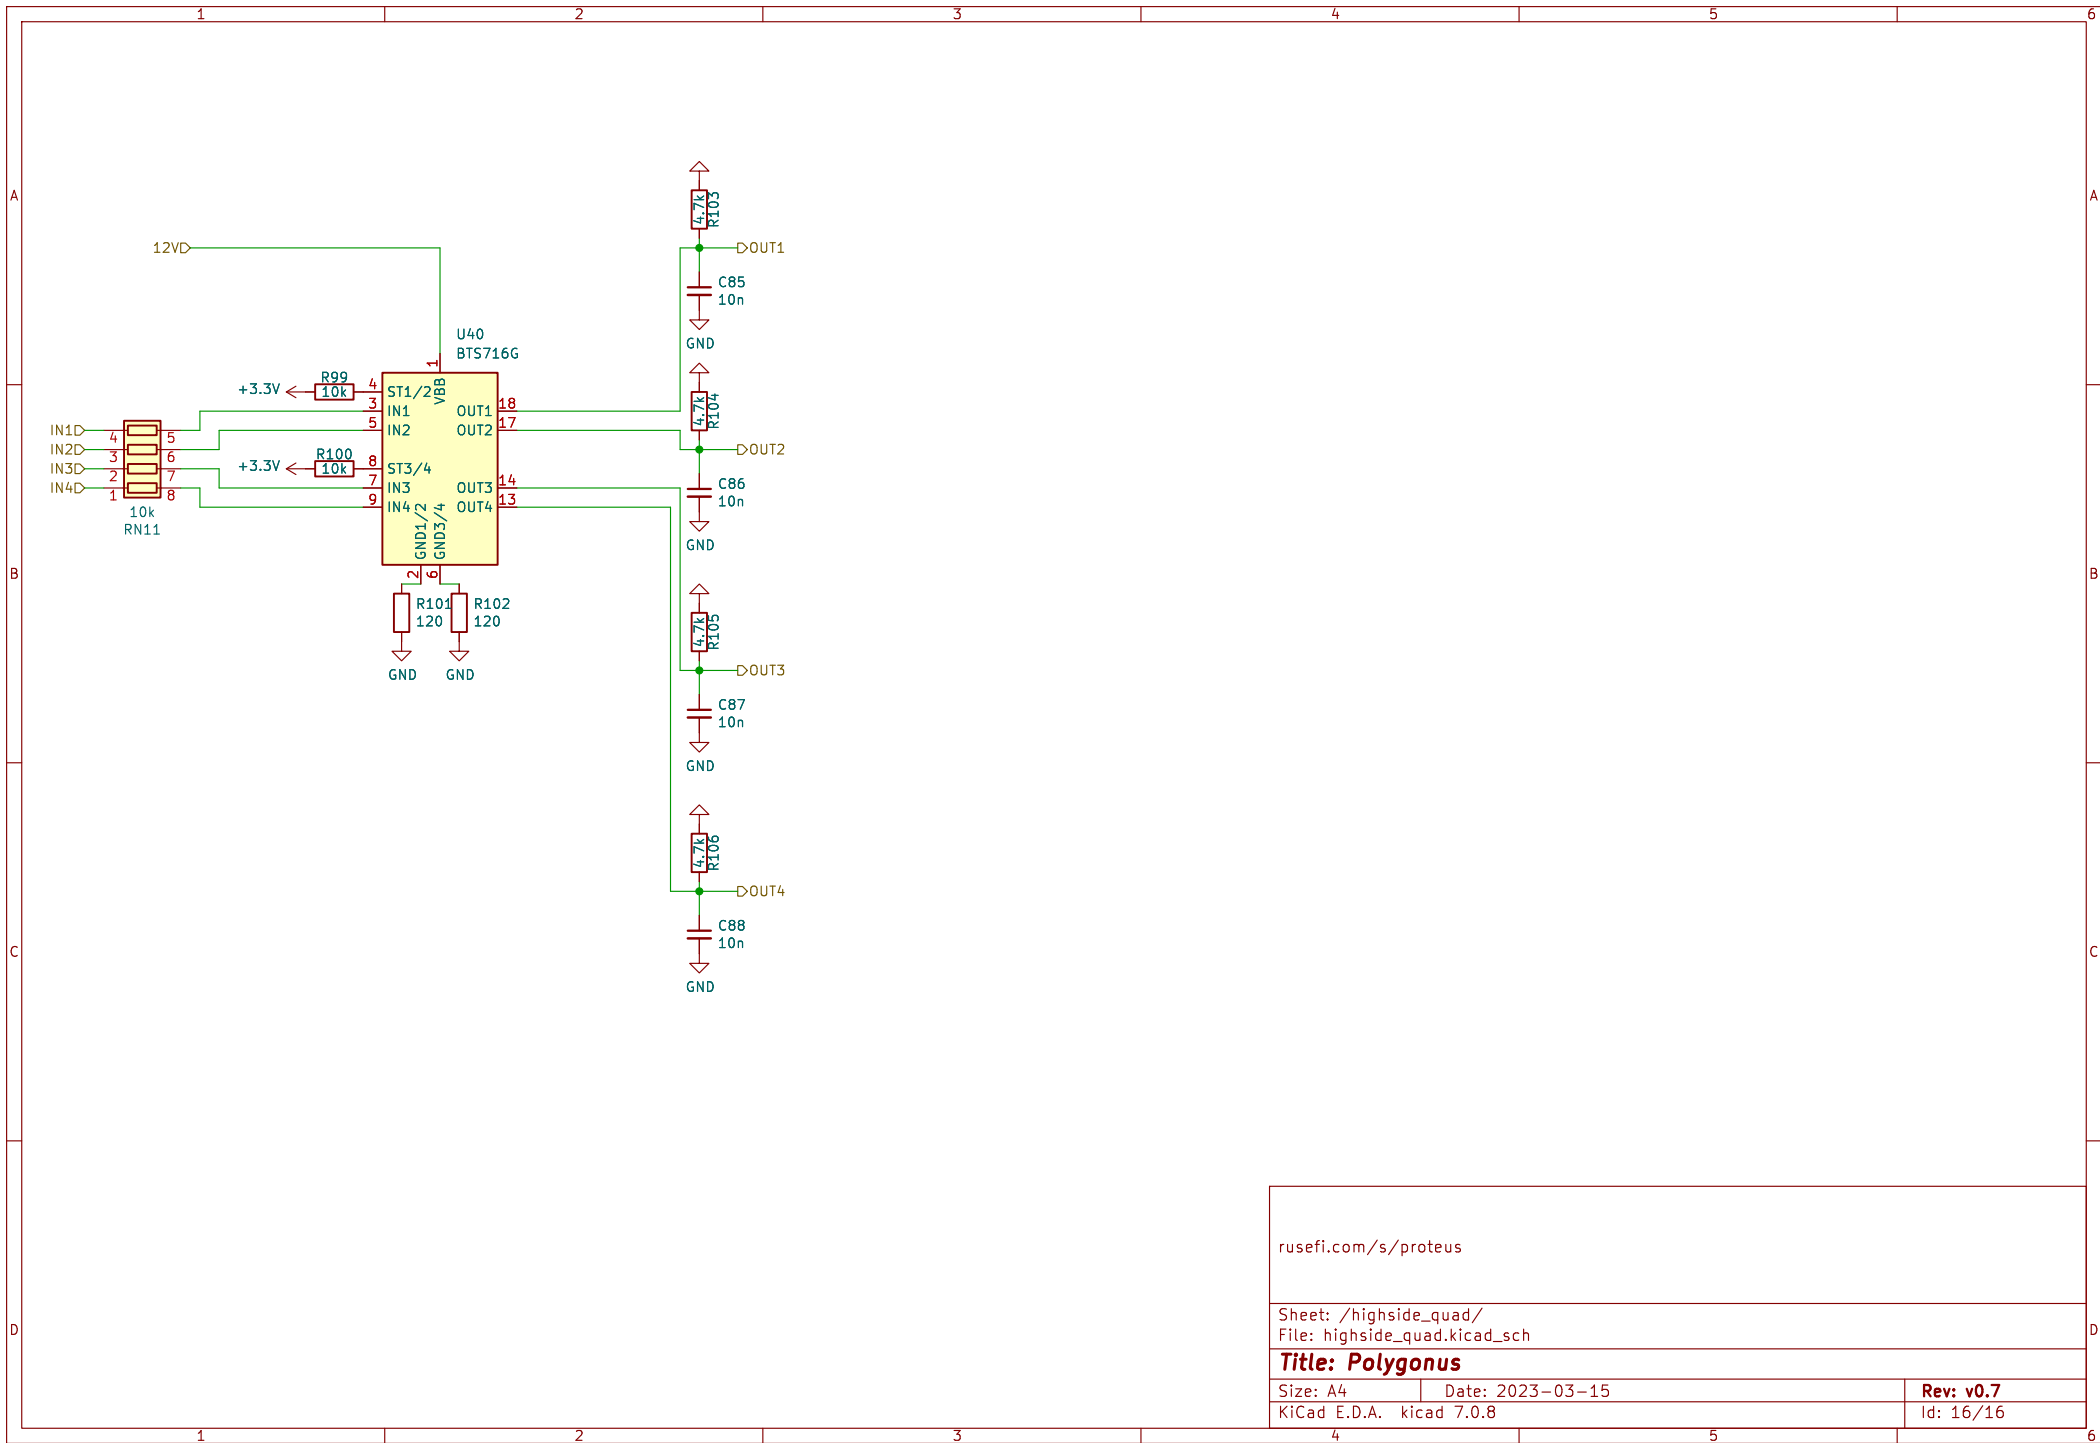 1 2 3 4 5 6
A A
4.7k
R103
12V OUT1
C85
10n
GND
U40
BTS716G
4.7k
R104
R99
+3.3V 10k
4 ST1/2
3 IN1
5 IN2
1 VBB
OUT1 18
OUT2 17
OUT2
IN1 4 5
IN2 3 6
IN3 2 7
IN4 1 8
10k
RN11
R100
+3.3V 10k
8 ST3/4
7 IN3
9 IN4
OUT3 14
OUT4 13
GND1/2
GND3/4
2 6
C86
10n
GND
B B
R101
120
R102
120
GND GND
4.7k
R105
OUT3
C87
10n
GND
4.7k
R106
OUT4
C88
10n
GND
C C
rusefi.com/s/proteus
Sheet: /highside_quad/
File: highside_quad.kicad_sch
D D
Title: Polygonus
Size: A4 Date: 2023-03-15 Rev: v0.7
KiCad E.D.A. kicad 7.0.8 Id: 16/16
1 2 3 4 5 6